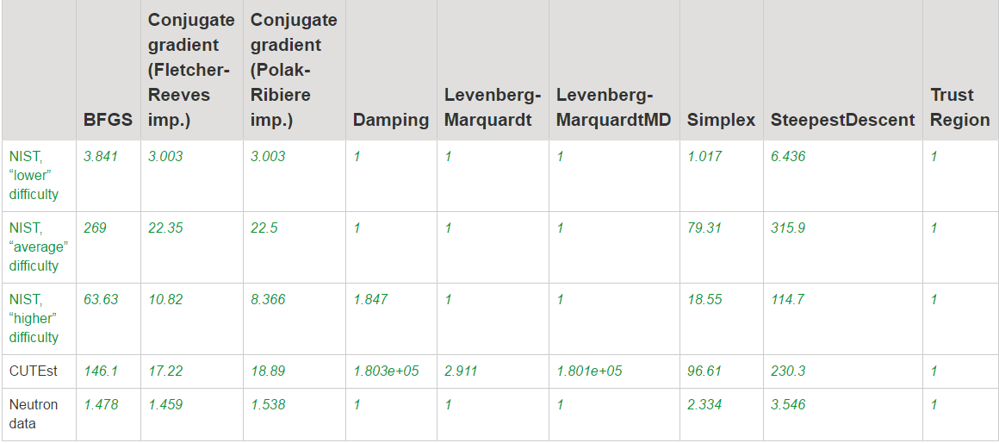 BFGS
Conjugate
gradient
(Fletcher-
Reeves
imp.)
Conjugate
gradient
(Polak-
Ribiere
imp.)
Damping
Levenberg-
Marquardt
Levenberg-
MarquardtMD
Simplex
SteepestDescent
Trust
Region
NIST,
“lower”
difficulty
3.841
3.003
3.003
1
1
1
1.017
6.436
1
NIST,
“average”
difficulty
269
22.35
22.5
1
1
1
79.31
315.9
1
NIST,
“higher”
difficulty
63.63
10.82
8.366
1.847
1
1
18.55
114.7
1
CUTEst
146.1
17.22
18.89
1.803e+05
2.911
1.801e+05
96.61
230.3
1
Neutron
data
1.478
1.459
1.538
1
1
1
2.334
3.546
1